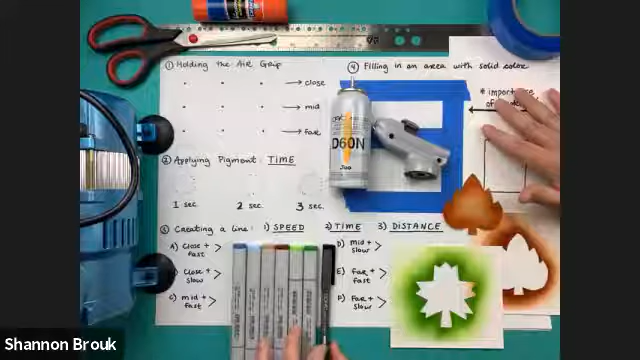 ① Holding the Air Grip
→ close
→ mid
→ far
② Applying Pigment TIME
1 sec. 2 sec. 3 sec.
③ Creating a line: 1) SPEED 2) TIME 3) DISTANCE
A) Close + fast >
Close + slow >
C) mid + fast >
D) mid + slow >
E) far + fast >
far + slow >
④ Filling in an area with solid color
* importance
of
D60N
Shannon Brouk